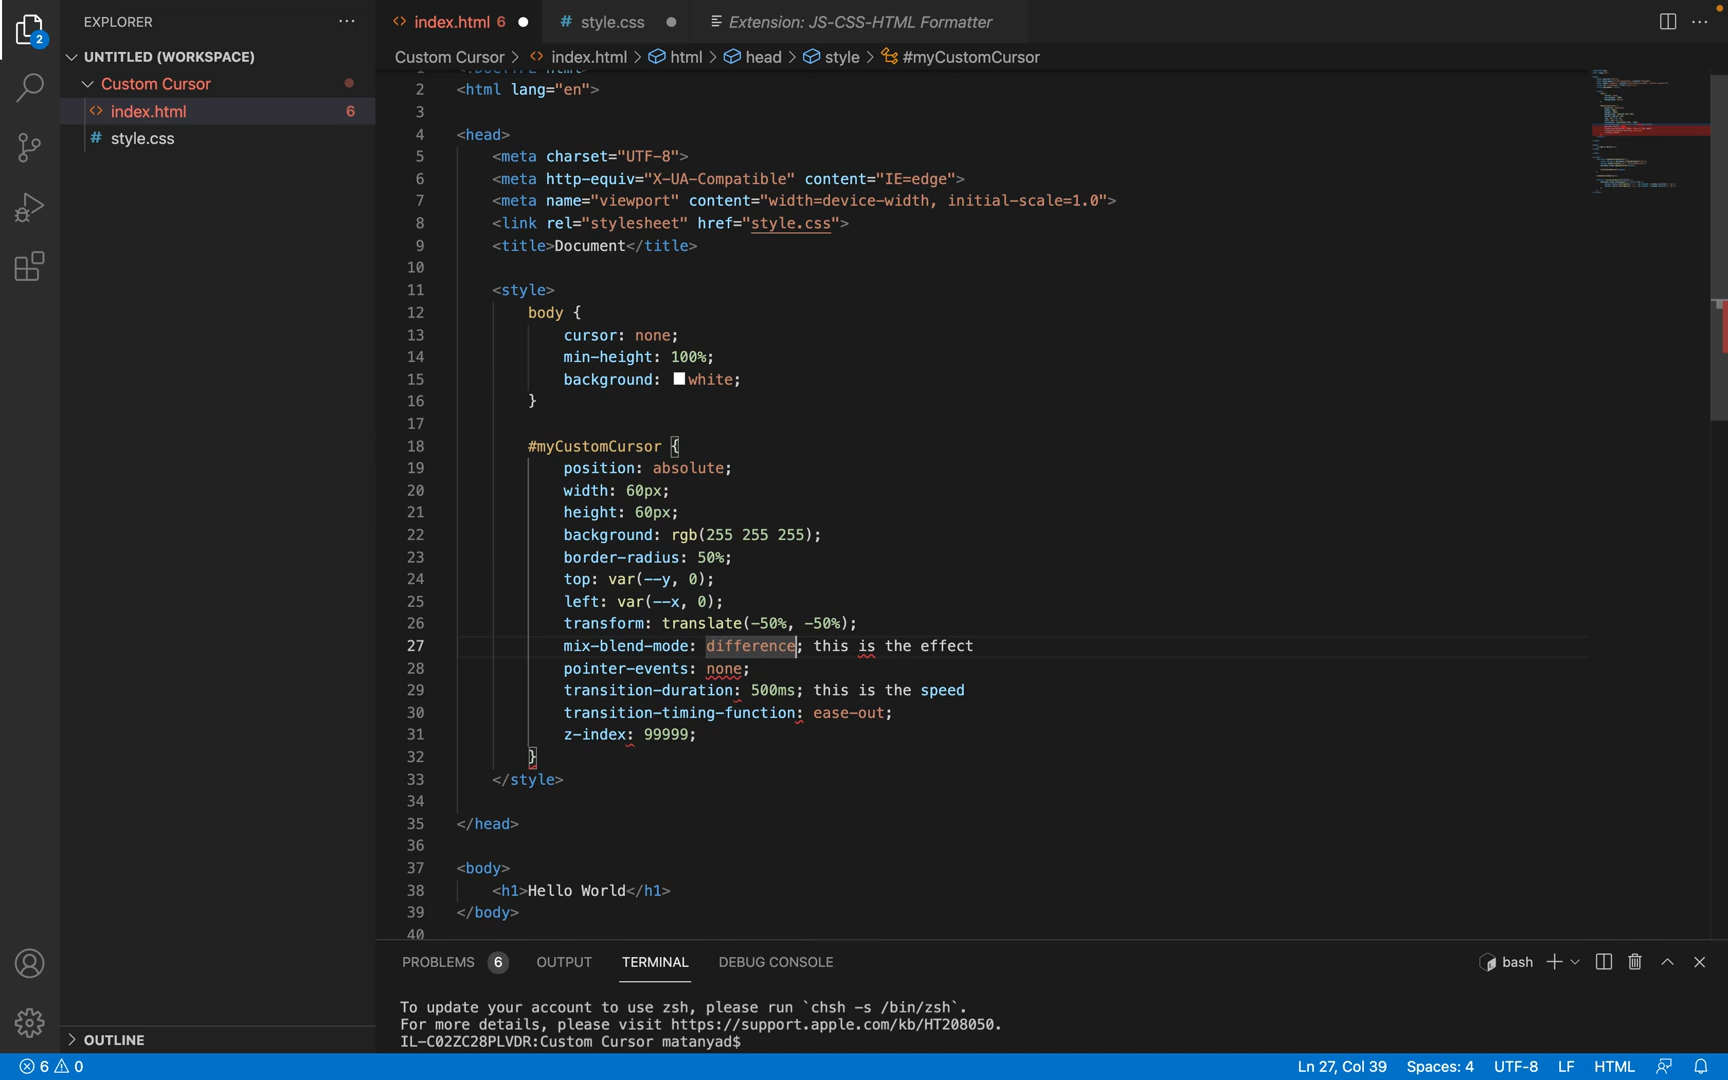 EXPLORER
2
UNTITLED (WORKSPACE)
Custom Cursor
index.html 6
style.css
OUTLINE
index.html 6
style.css
Extension: JS-CSS-HTML Formatter
Custom Cursor > index.html > html > head > style > #myCustomCursor
2 <html lang="en">
3
4 <head>
5 <meta charset="UTF-8">
6 <meta http-equiv="X-UA-Compatible" content="IE=edge">
7 <meta name="viewport" content="width=device-width, initial-scale=1.0">
8 <link rel="stylesheet" href="style.css">
9 <title>Document</title>
10
11 <style>
12 body {
13 cursor: none;
14 min-height: 100%;
15 background: white;
16 }
17
18 #myCustomCursor {
19 position: absolute;
20 width: 60px;
21 height: 60px;
22 background: rgb(255 255 255);
23 border-radius: 50%;
24 top: var(--y, 0);
25 left: var(--x, 0);
26 transform: translate(-50%, -50%);
27 mix-blend-mode: difference; this is the effect
28 pointer-events: none;
29 transition-duration: 500ms; this is the speed
30 transition-timing-function: ease-out;
31 z-index: 99999;
32 }
33 </style>
34
35 </head>
36
37 <body>
38 <h1>Hello World</h1>
39 </body>
40
PROBLEMS 6 OUTPUT TERMINAL DEBUG CONSOLE
bash
To update your account to use zsh, please run `chsh -s /bin/zsh`.
For more details, please visit https://support.apple.com/kb/HT208050.
IL-C02ZC28PLVDR:Custom Cursor matanyad$
6 0
Ln 27, Col 39 Spaces: 4 UTF-8 LF HTML